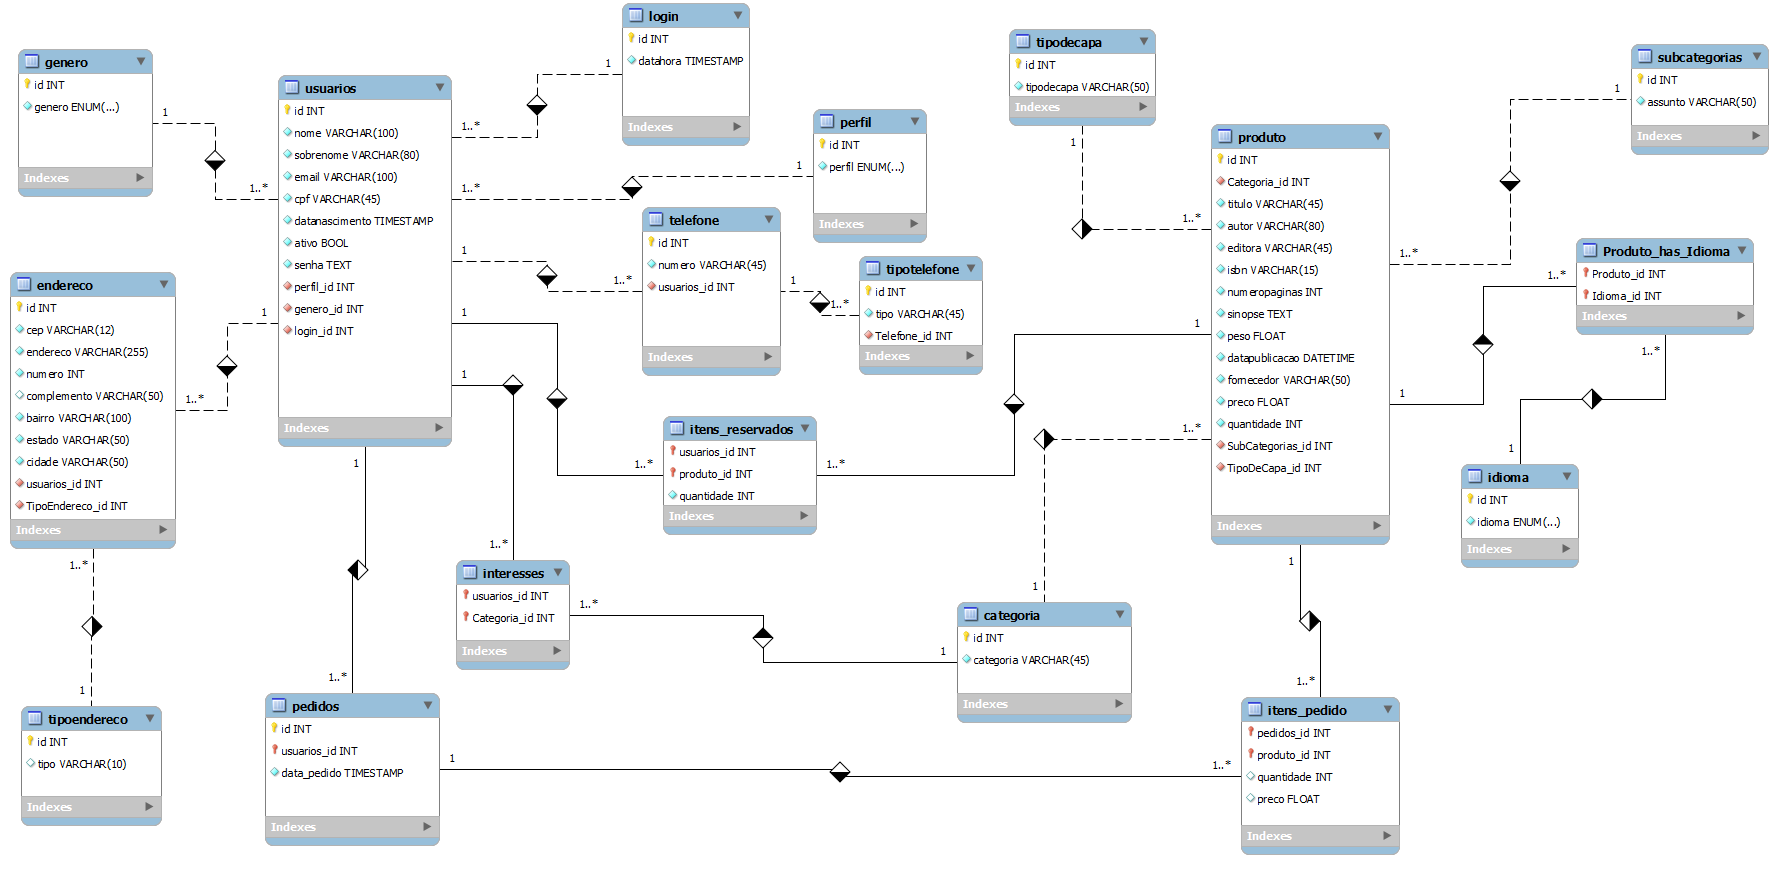 genero
id INT
genero ENUM(...)
Indexes
1
1..*
usuarios
id INT
nome VARCHAR(100)
sobrenome VARCHAR(80)
email VARCHAR(100)
cpf VARCHAR(45)
datanascimento TIMESTAMP
ativo BOOL
senha TEXT
perfil_id INT
genero_id INT
login_id INT
Indexes
login
id INT
datahora TIMESTAMP
Indexes
1
1..*
perfil
id INT
perfil ENUM(...)
Indexes
1
1..*
telefone
id INT
numero VARCHAR(45)
usuarios_id INT
Indexes
1
1..*
tipotelefone
id INT
tipo VARCHAR(45)
Telefone_id INT
Indexes
1
1..*
endereco
id INT
cep VARCHAR(12)
endereco VARCHAR(255)
numero INT
complemento VARCHAR(50)
bairro VARCHAR(100)
estado VARCHAR(50)
cidade VARCHAR(50)
usuarios_id INT
TipoEndereco_id INT
Indexes
1
1..*
1..*
1
tipoendereco
id INT
tipo VARCHAR(10)
Indexes
tipodecapa
id INT
tipodecapa VARCHAR(50)
Indexes
1
1..*
produto
id INT
Categoria_id INT
titulo VARCHAR(45)
autor VARCHAR(80)
editora VARCHAR(45)
isbn VARCHAR(15)
numeropaginas INT
sinopse TEXT
peso FLOAT
datapublicacao DATETIME
fornecedor VARCHAR(50)
preco FLOAT
quantidade INT
SubCategorias_id INT
TipoDeCapa_id INT
Indexes
subcategorias
id INT
assunto VARCHAR(50)
Indexes
1
1..*
Produto_has_Idioma
Produto_id INT
Idioma_id INT
Indexes
1..*
1
1..*
1
idioma
id INT
idioma ENUM(...)
Indexes
itens_reservados
usuarios_id INT
produto_id INT
quantidade INT
Indexes
1
1..*
1..*
1
interesses
usuarios_id INT
Categoria_id INT
Indexes
1
1..*
1..*
1
categoria
id INT
categoria VARCHAR(45)
Indexes
1
1..*
pedidos
id INT
usuarios_id INT
data_pedido TIMESTAMP
Indexes
1
1..*
1
1..*
itens_pedido
pedidos_id INT
produto_id INT
quantidade INT
preco FLOAT
Indexes
1
1..*